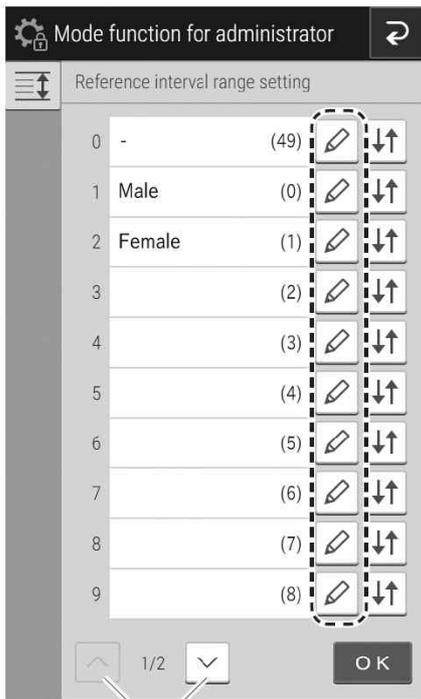 Mode function for administrator
Reference interval range setting
0 - (49)
1 Male (0)
2 Female (1)
3 (2)
4 (3)
5 (4)
6 (5)
7 (6)
8 (7)
9 (8)
1/2 OK